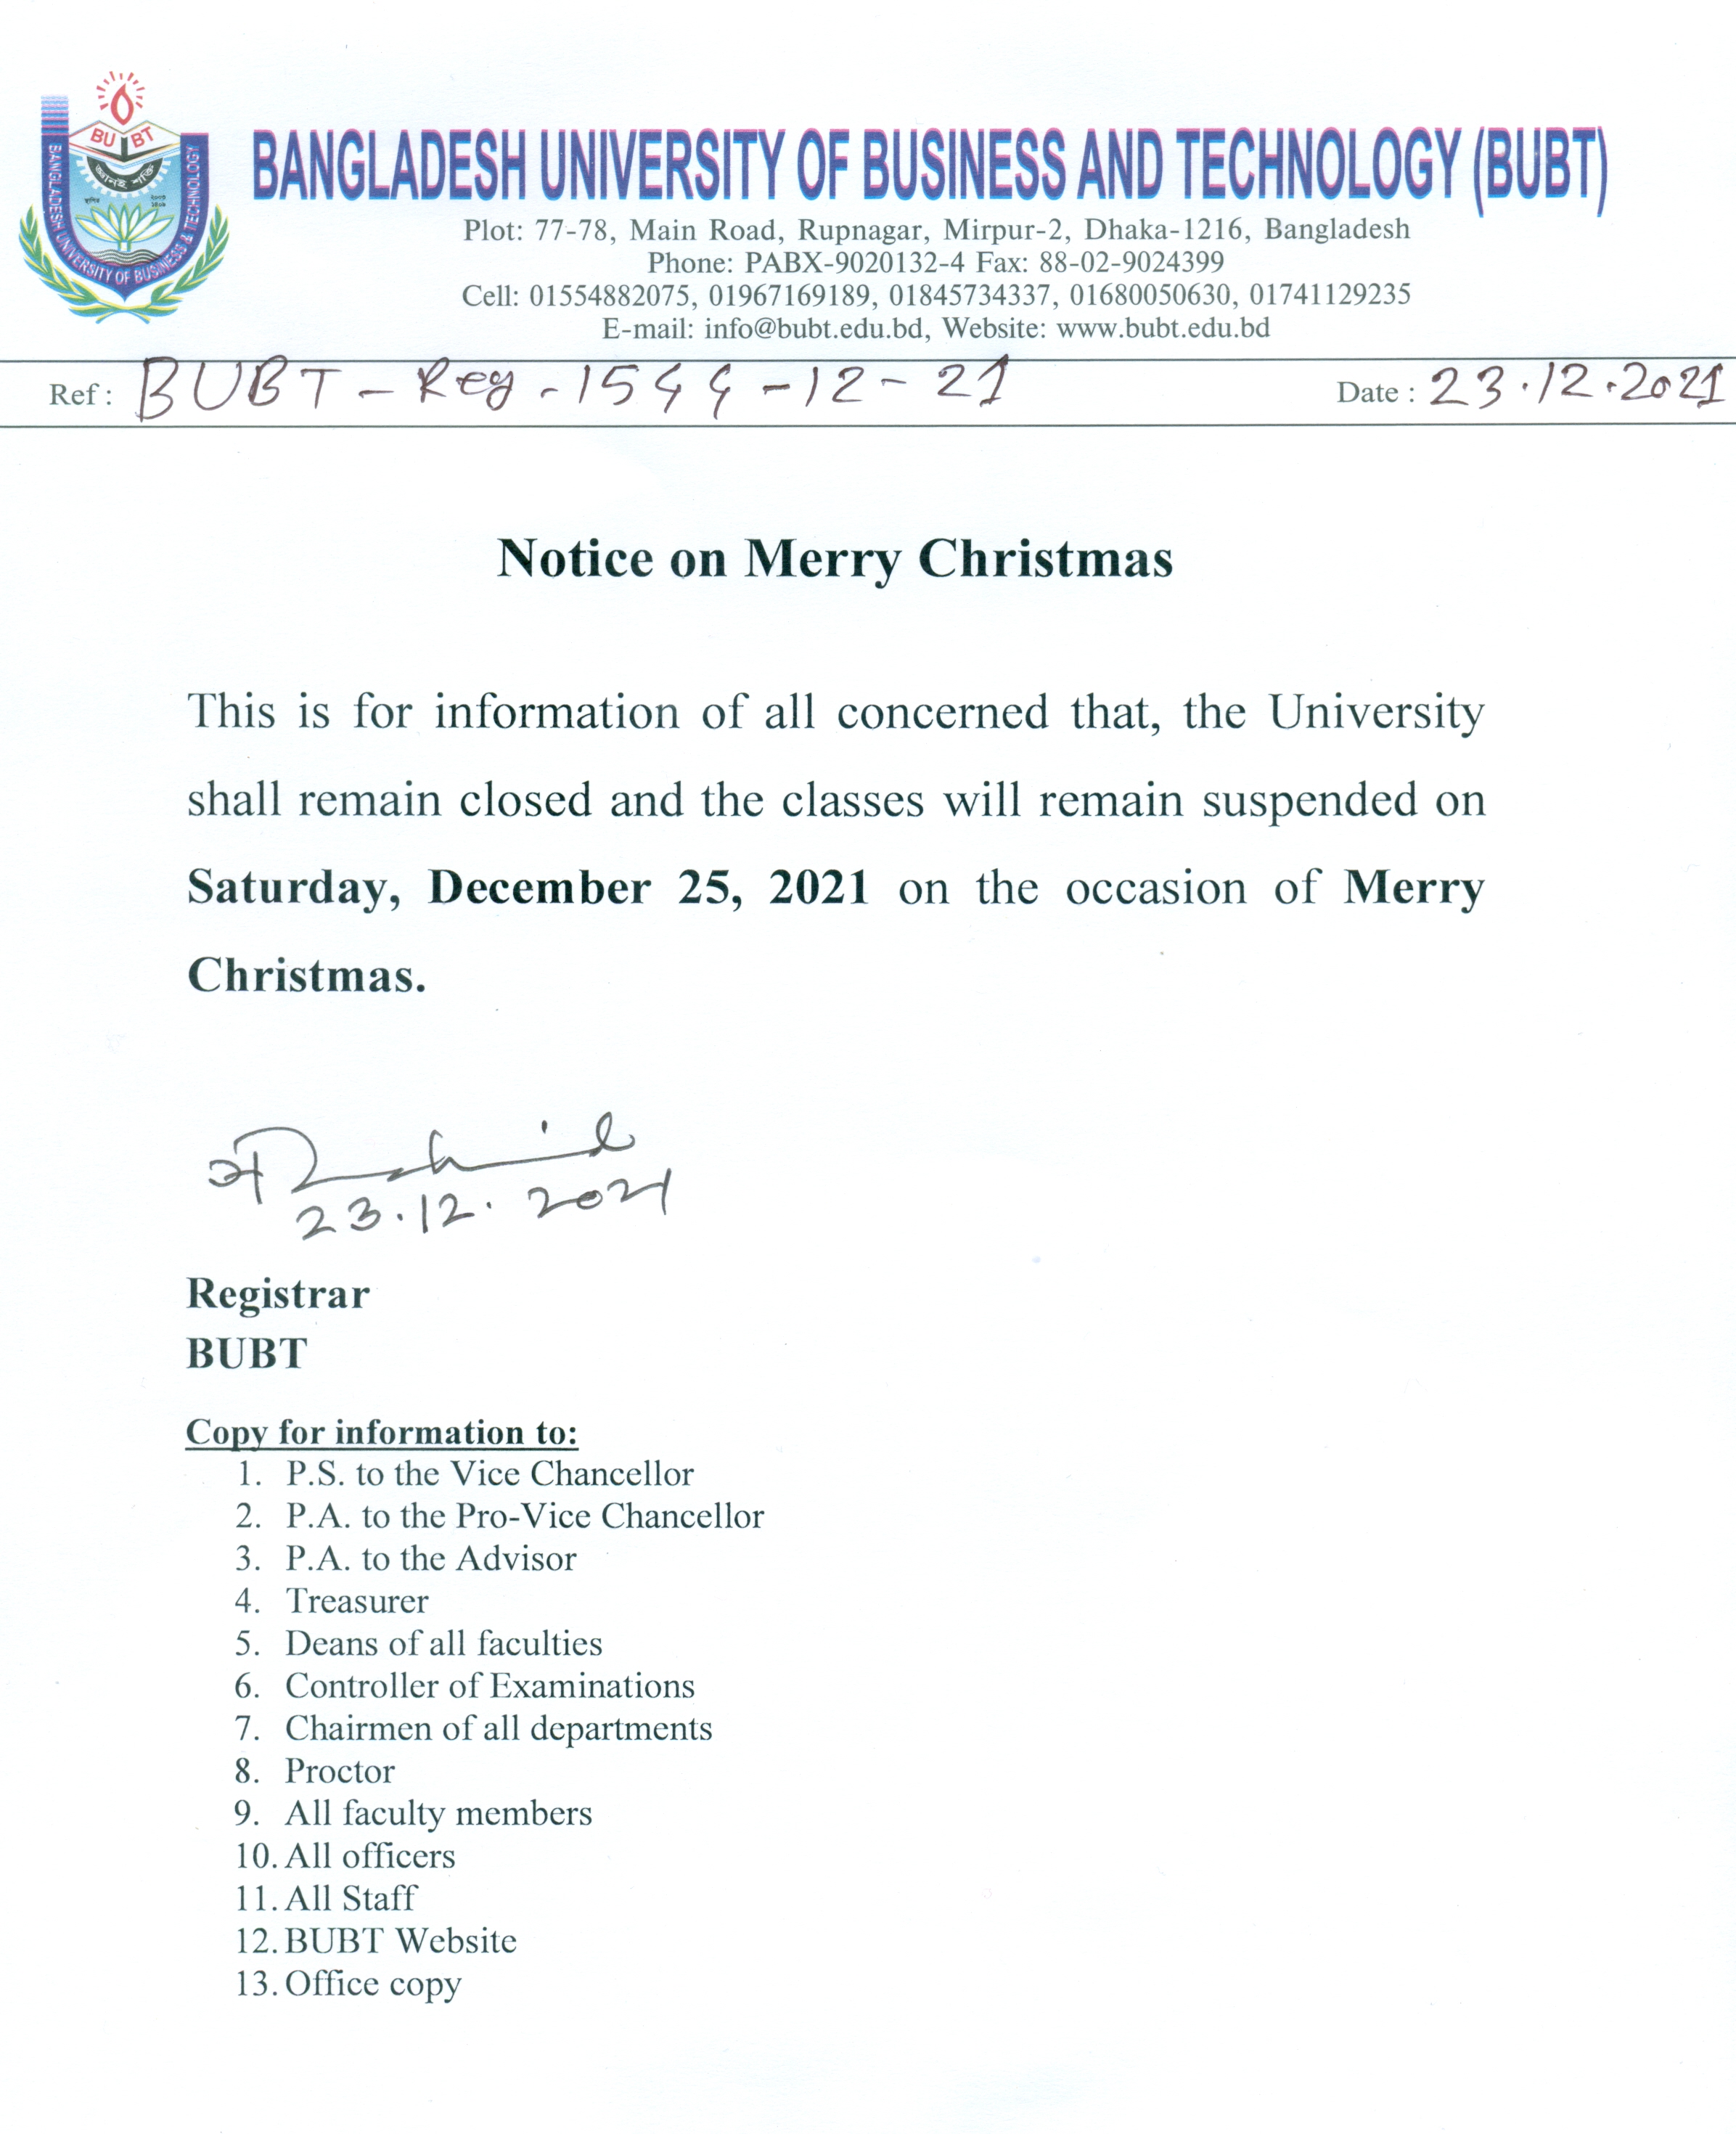 BU BT
জ্ঞানই শক্তি
স্থাপিত ২০০৩
BANGLADESH UNIVERSITY OF BUSINESS & TECHNOLOGY
BANGLADESH UNIVERSITY OF BUSINESS AND TECHNOLOGY (BUBT)
Plot: 77-78, Main Road, Rupnagar, Mirpur-2, Dhaka-1216, Bangladesh
Phone: PABX-9020132-4 Fax: 88-02-9024399
Cell: 01554882075, 01967169189, 01845734337, 01680050630, 01741129235
E-mail: info@bubt.edu.bd, Website: www.bubt.edu.bd
Ref : BUBT - Reg - 1544 - 12 - 21 Date : 23.12.2021
Notice on Merry Christmas
This is for information of all concerned that, the University
shall remain closed and the classes will remain suspended on
Saturday, December 25, 2021 on the occasion of Merry
Christmas.
23.12.2021
Registrar
BUBT
Copy for information to:
1. P.S. to the Vice Chancellor
2. P.A. to the Pro-Vice Chancellor
3. P.A. to the Advisor
4. Treasurer
5. Deans of all faculties
6. Controller of Examinations
7. Chairmen of all departments
8. Proctor
9. All faculty members
10. All officers
11. All Staff
12. BUBT Website
13. Office copy